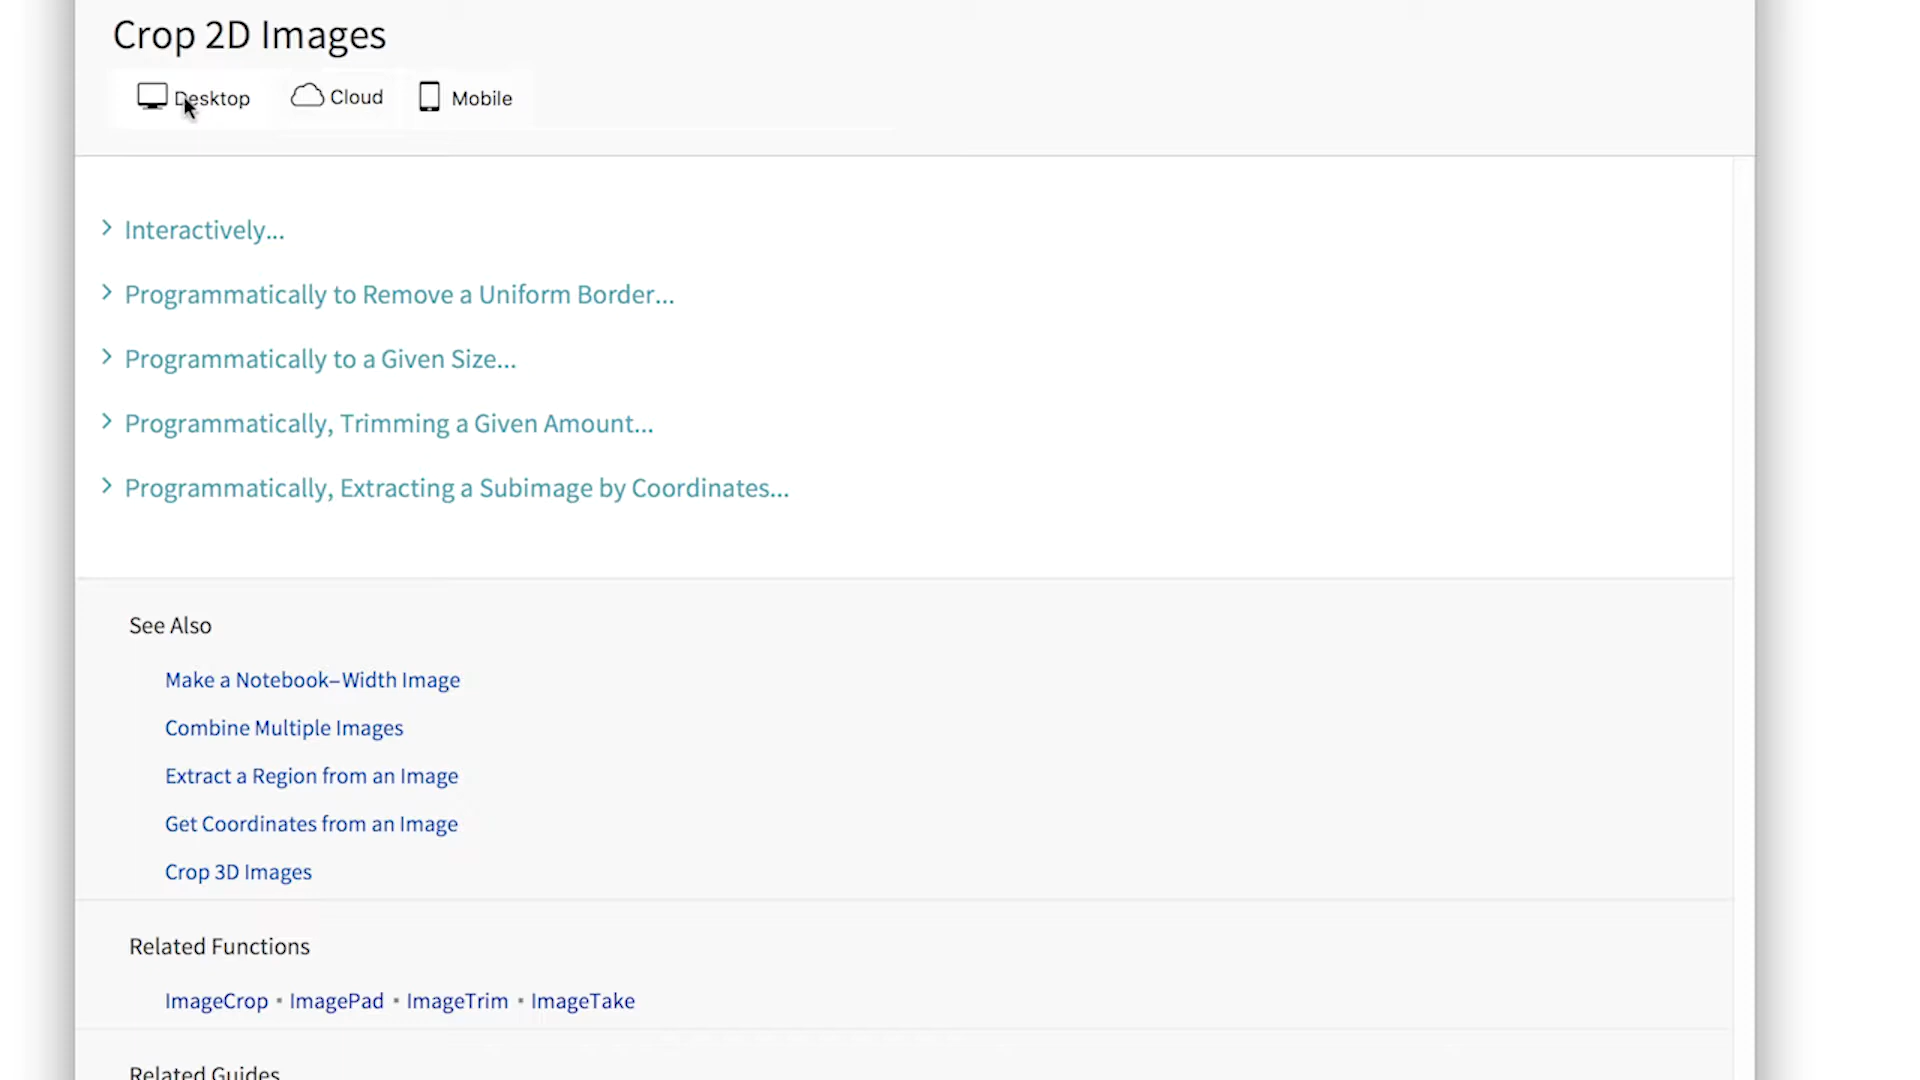 Crop 2D Images
Desktop Cloud Mobile
Interactively...
Programmatically to Remove a Uniform Border...
Programmatically to a Given Size...
Programmatically, Trimming a Given Amount...
Programmatically, Extracting a Subimage by Coordinates...
See Also
Make a Notebook–Width Image
Combine Multiple Images
Extract a Region from an Image
Get Coordinates from an Image
Crop 3D Images
Related Functions
ImageCrop ▪ ImagePad ▪ ImageTrim ▪ ImageTake
Related Guides